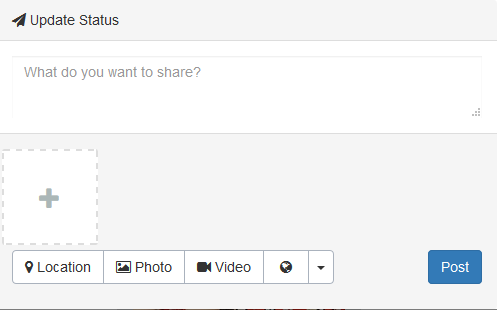 Update Status
What do you want to share?
Location Photo Video Post